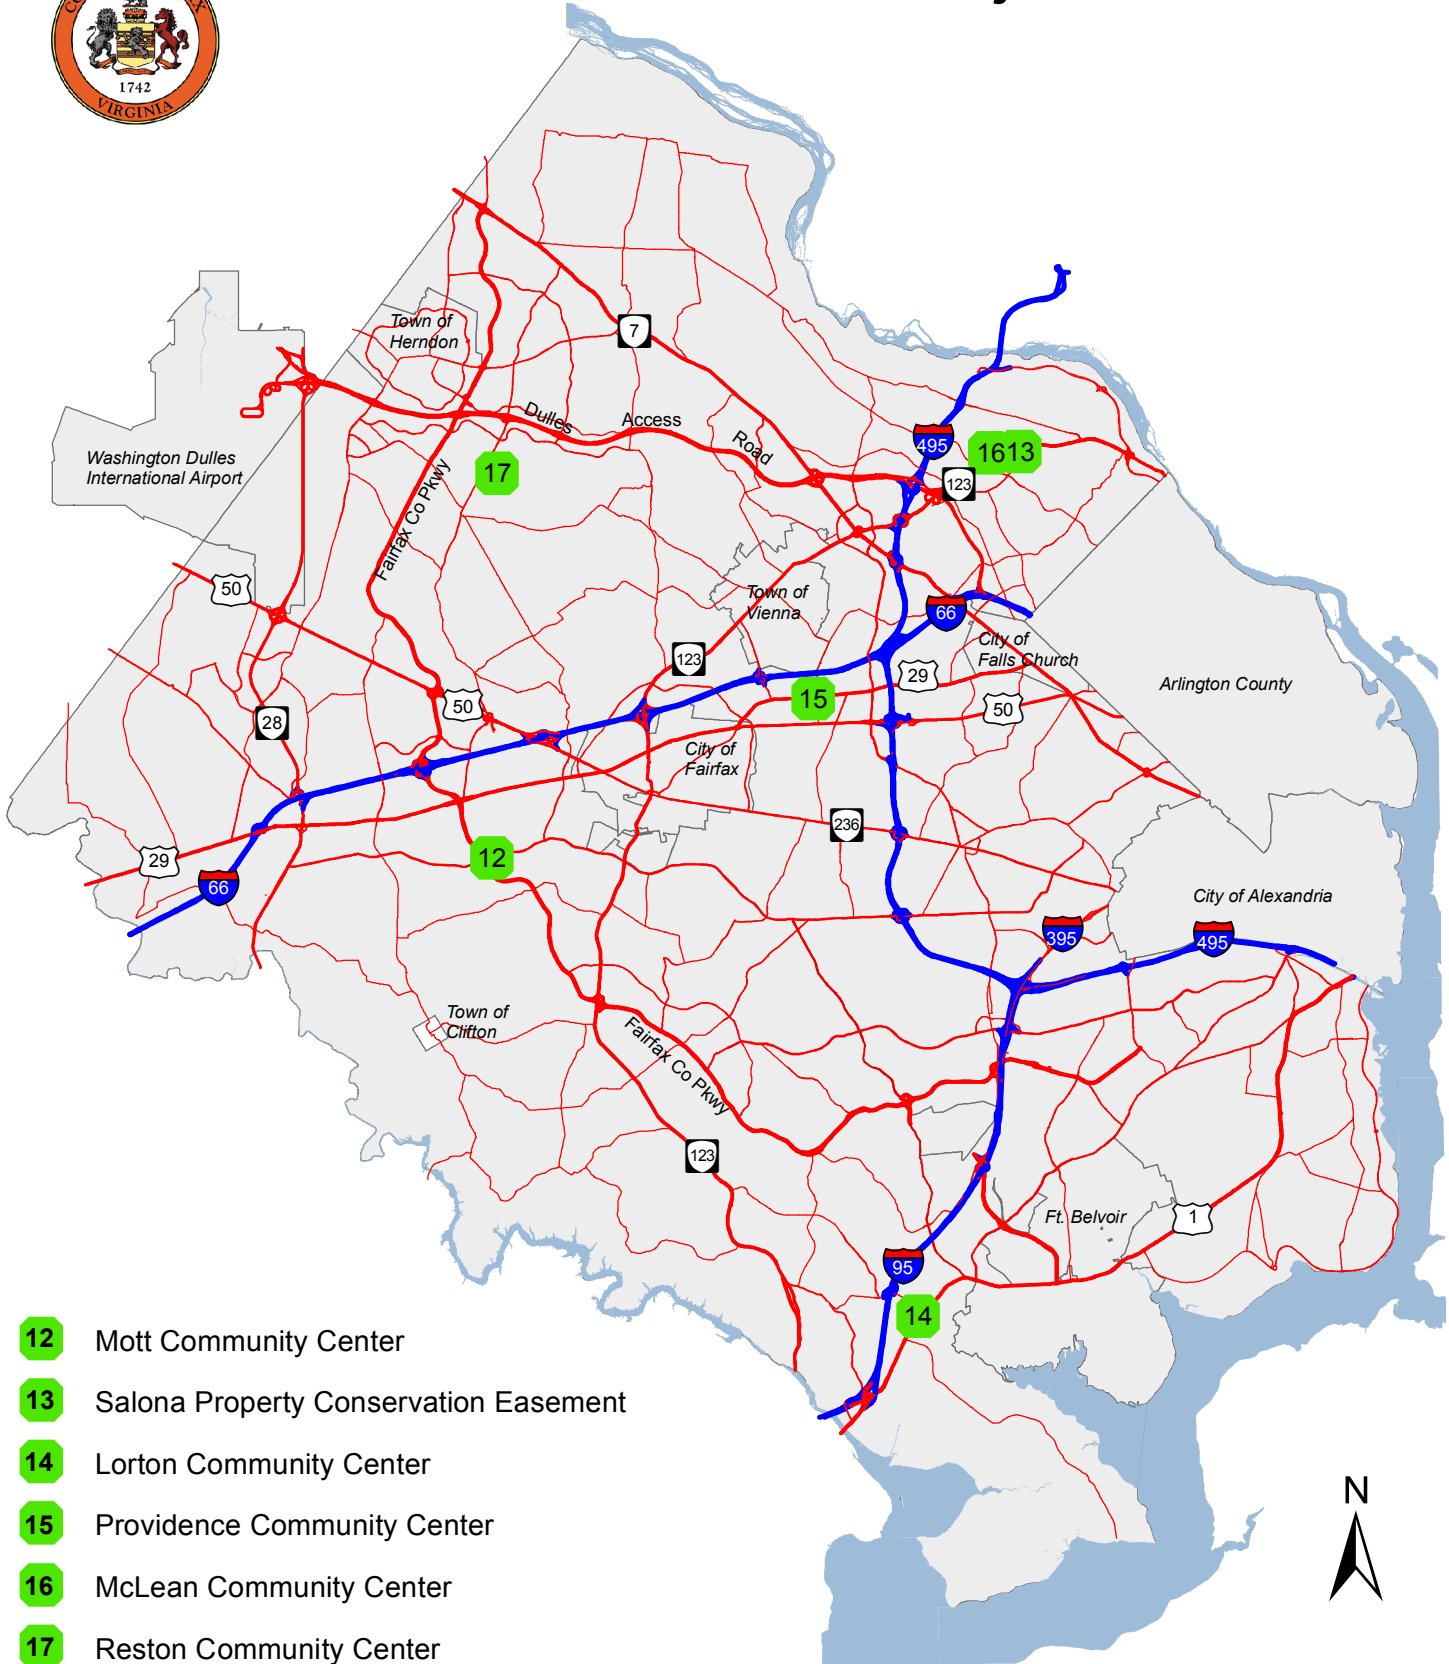 1742
VIRGINIA
Town of
Herndon
7
Dulles
Access
Road
495
16
13
123
Washington Dulles
International Airport
17
Fairfax Co Pkwy
50
Town of
Vienna
66
City of
Falls Church
123
29
Arlington County
15
50
50
28
City of
Fairfax
236
12
29
66
City of Alexandria
395
495
Town of
Clifton
Fairfax Co Pkwy
123
Ft. Belvoir
1
95
14
12 Mott Community Center
13 Salona Property Conservation Easement
14 Lorton Community Center
15 Providence Community Center
16 McLean Community Center
17 Reston Community Center
N